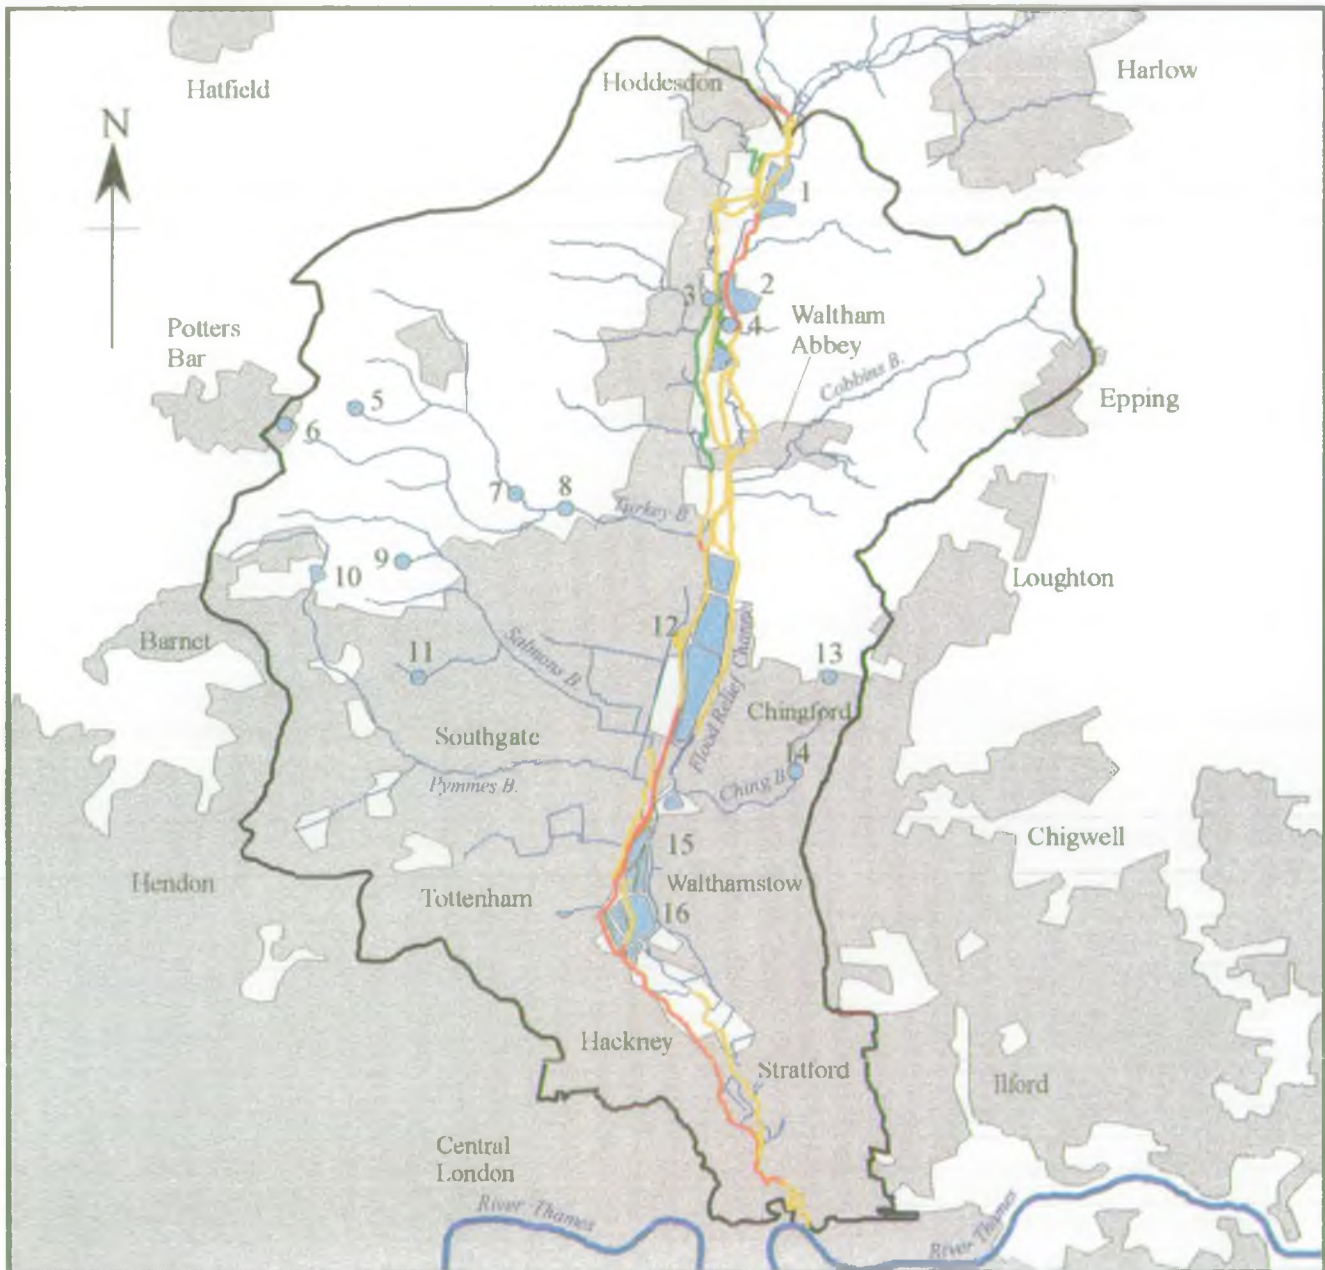 Hatfield
Hoddesdon
Harlow
N
1
2
3
4
Waltham
Abbey
Potters
Bar
Cobbins B.
Epping
5
6
7
8
Turkey B
9
10
Loughton
Barnet
11
12
Salmons B
Flood Relief Channel
13
Chingford
Southgate
14
Pymmes B.
Ching B
Chigwell
15
Hendon
Tottenham
Walthamstow
16
Hackney
Stratford
Ilford
Central
London
River Thames
River Thames